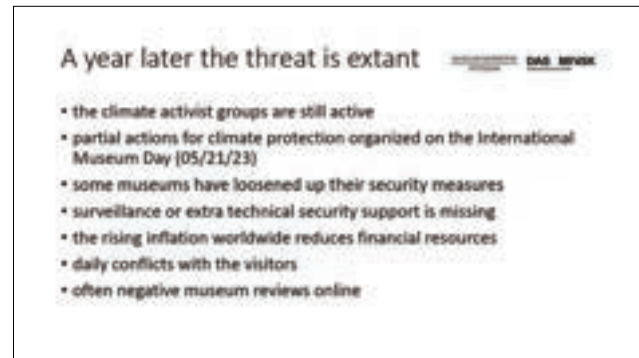 A year later the threat is extant
DAS MINSK
• the climate activist groups are still active
• partial actions for climate protection organized on the International
Museum Day (05/21/23)
• some museums have loosened up their security measures
• surveillance or extra technical security support is missing
• the rising inflation worldwide reduces financial resources
• daily conflicts with the visitors
• often negative museum reviews online